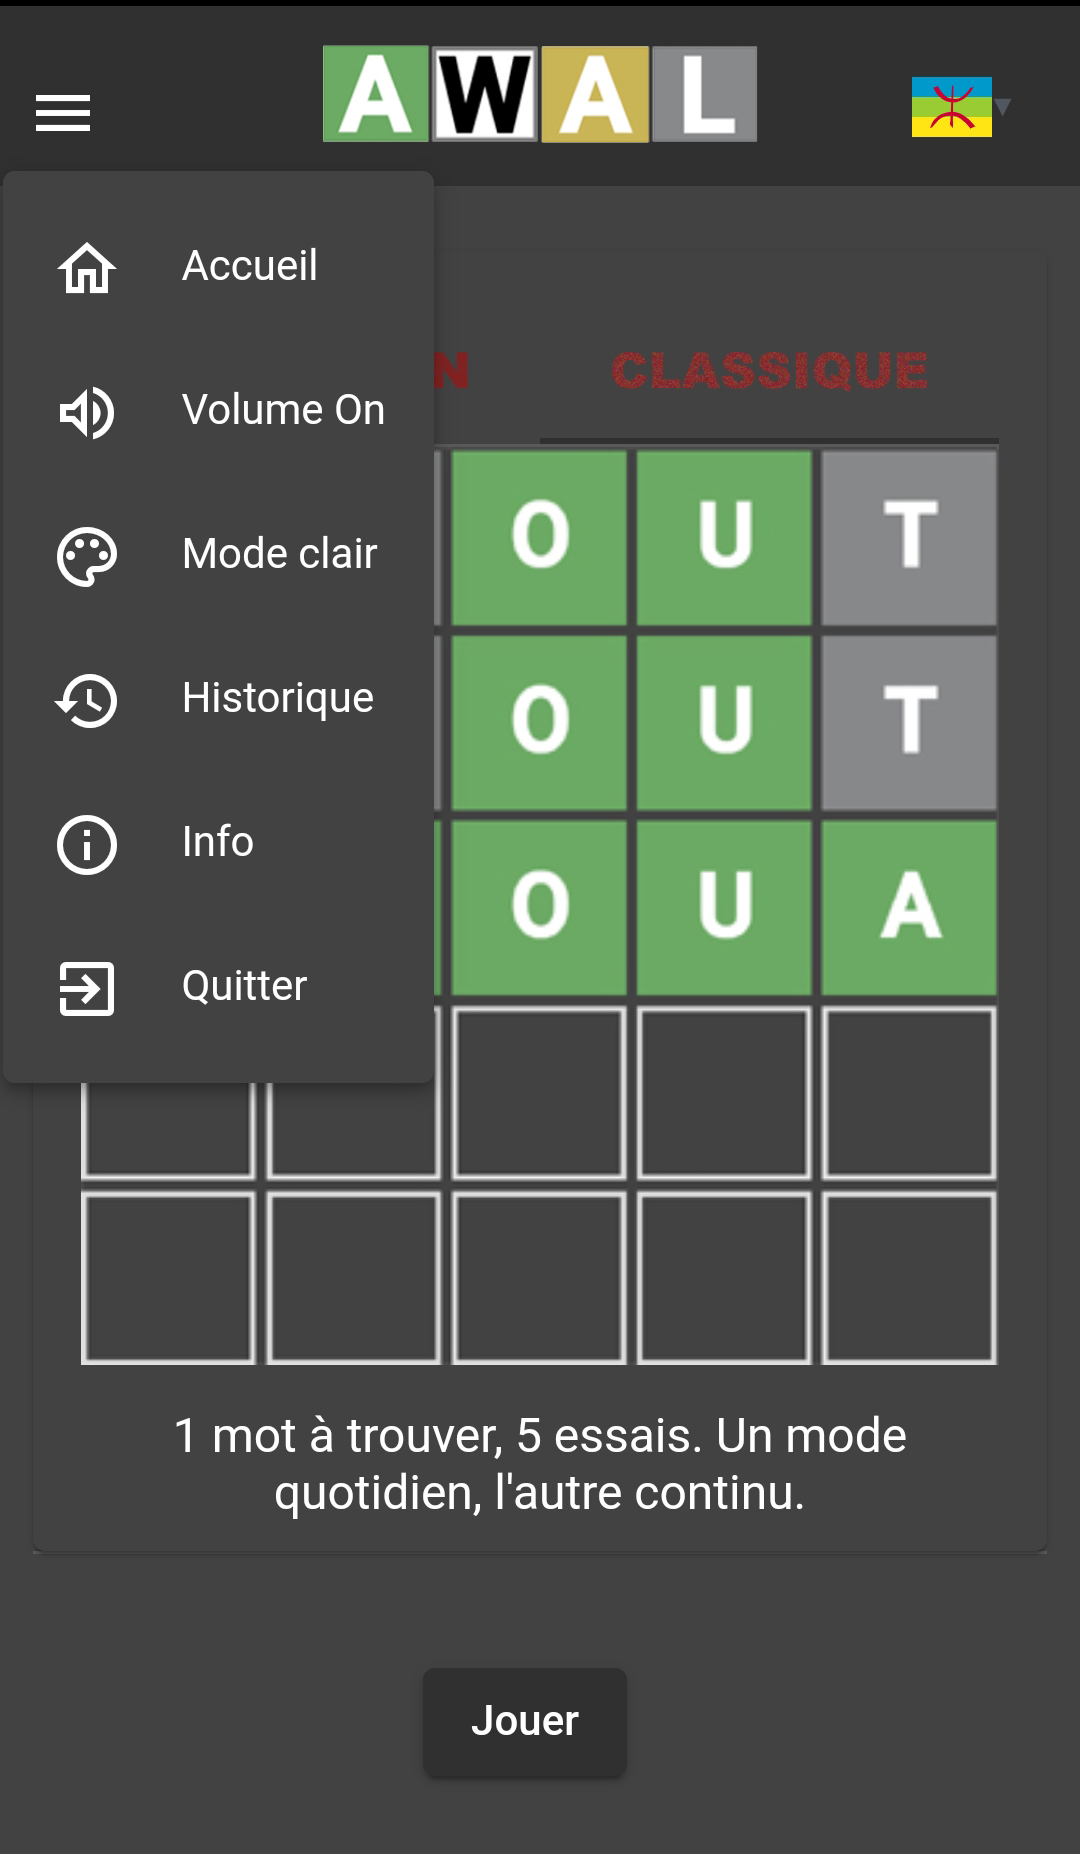 AWAL
Accueil
Volume On
Mode clair
Historique
Info
Quitter
N CLASSIQUE
O U T
O U T
O U A
1 mot à trouver, 5 essais. Un mode
quotidien, l'autre continu.
Jouer